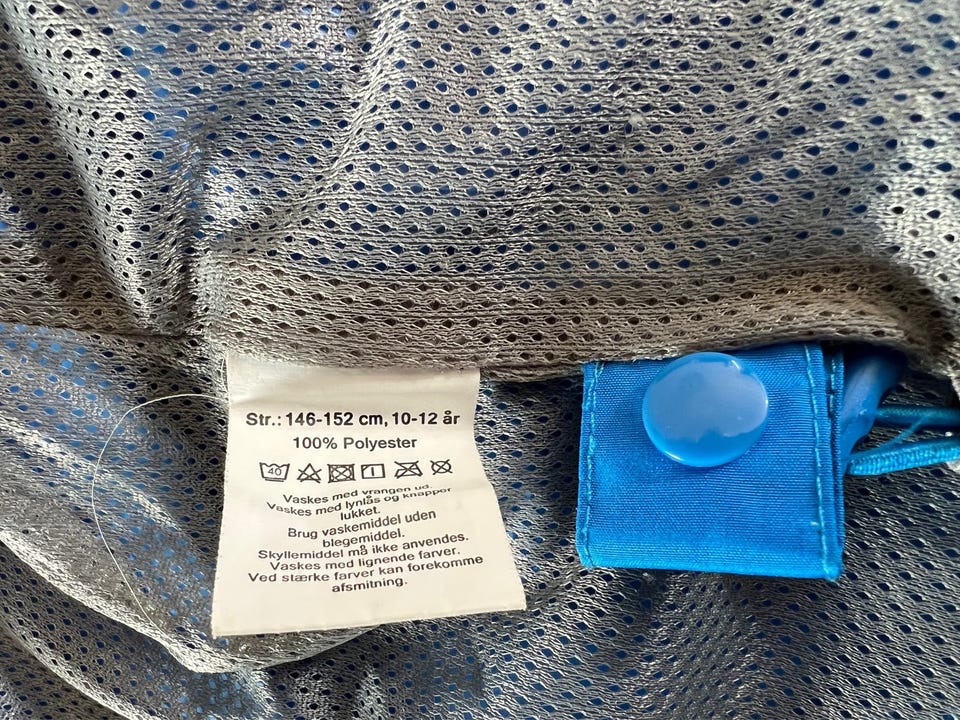 Str.: 146-152 cm, 10-12 år
100% Polyester
40
Vaskes med vrangen ud.
Vaskes med lynlås og knapper
lukket.
Brug vaskemiddel uden
blegemiddel.
Skyllemiddel må ikke anvendes.
Vaskes med lignende farver.
Ved stærke farver kan forekomme
afsmitning.